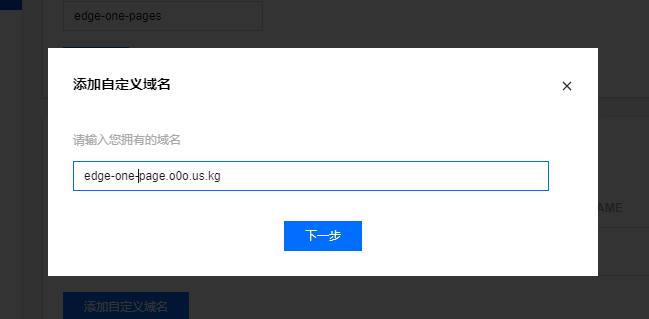 edge-one-pages
添加自定义域名
×
请输入您拥有的域名
edge-one-page.o0o.us.kg
AME
下一步
添加自定义域名